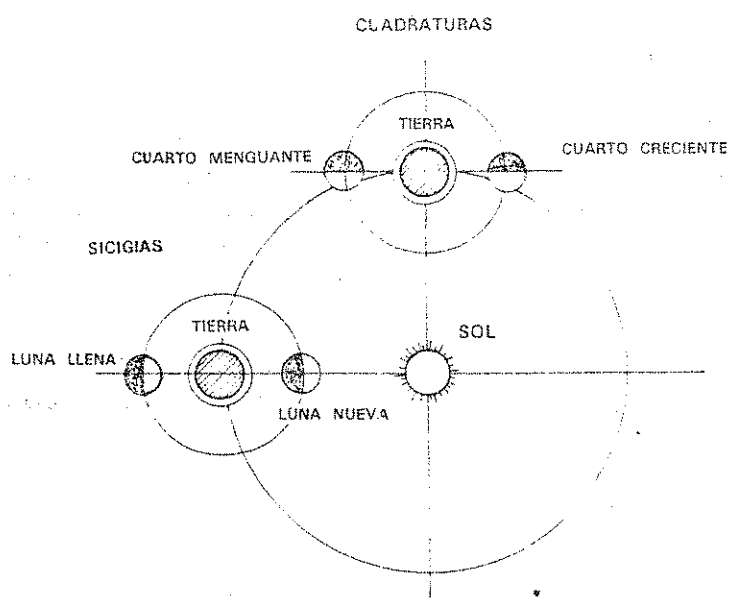 CUADRATURAS
TIERRA
CUARTO MENGUANTE
CUARTO CRECIENTE
SICIGIAS
TIERRA
SOL
LUNA LLENA
LUNA NUEVA